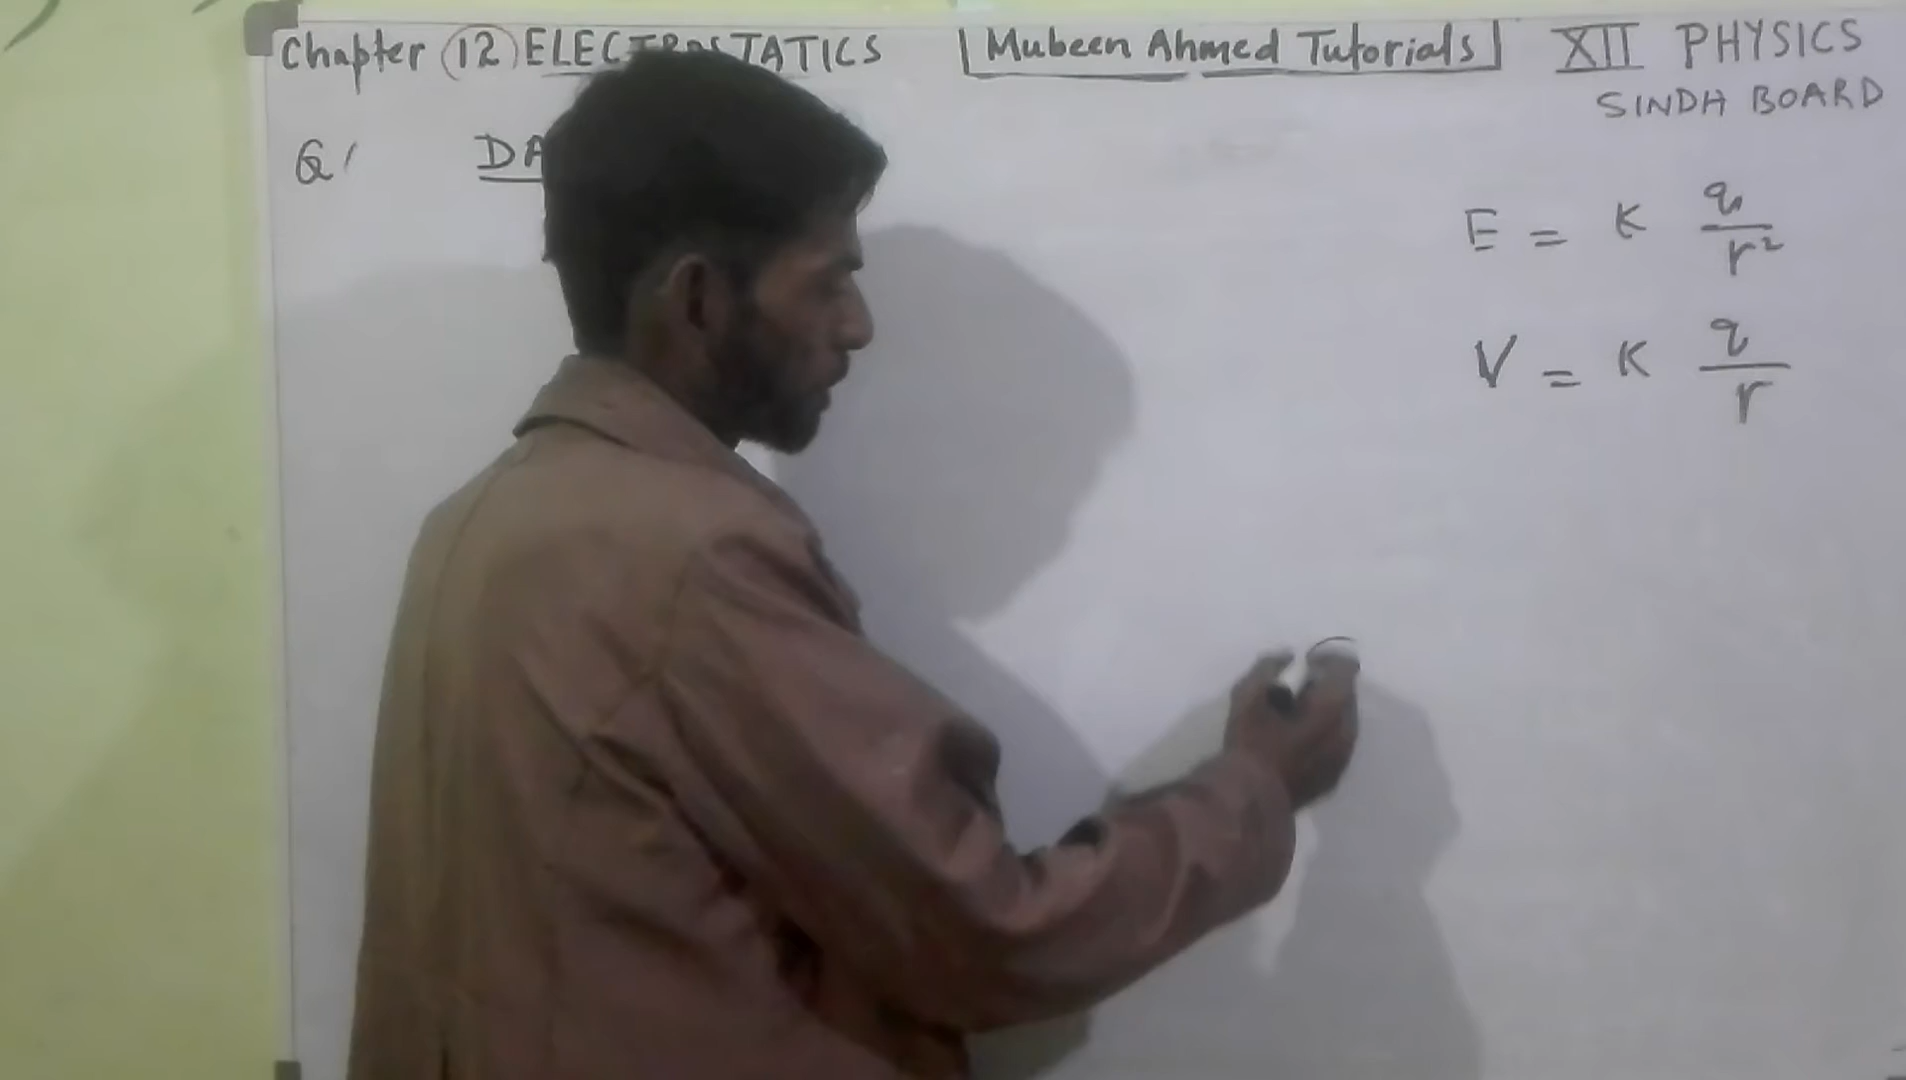 Chapter 12 ELECTROSTATICS Mubeen Ahmed Tutorials XII PHYSICS
SINDH BOARD
Q1 DA
E = K q/r²
V = K q/r